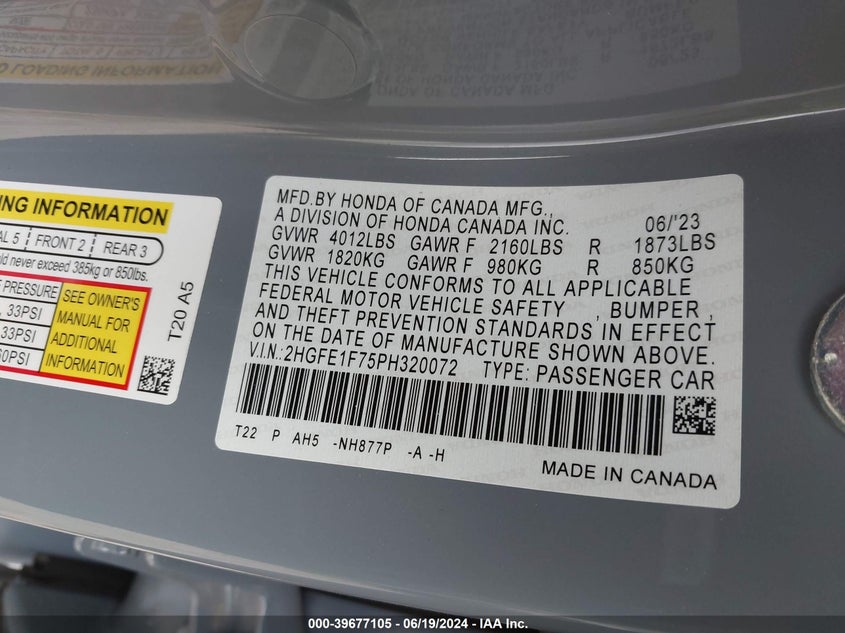 MFD.BY HONDA OF CANADA MFG.,
A DIVISION OF HONDA CANADA INC. 06/'23
GVWR 4012LBS GAWR F 2160LBS R 1873LBS
GVWR 1820KG GAWR F 980KG R 850KG
THIS VEHICLE CONFORMS TO ALL APPLICABLE
FEDERAL MOTOR VEHICLE SAFETY , BUMPER ,
AND THEFT PREVENTION STANDARDS IN EFFECT
ON THE DATE OF MANUFACTURE SHOWN ABOVE.
V.I.N.:2HGFE1F75PH320072 TYPE: PASSENGER CAR
T22 P AH5 -NH877P -A -H
MADE IN CANADA
INFORMATION
5 FRONT 2 REAR 3
never exceed 385kg or 850lbs.
PRESSURE
33PSI
33PSI
SEE OWNER'S
MANUAL FOR
ADDITIONAL
INFORMATION
T20 A5
000-39677105 - 06/19/2024 - IAA Inc.